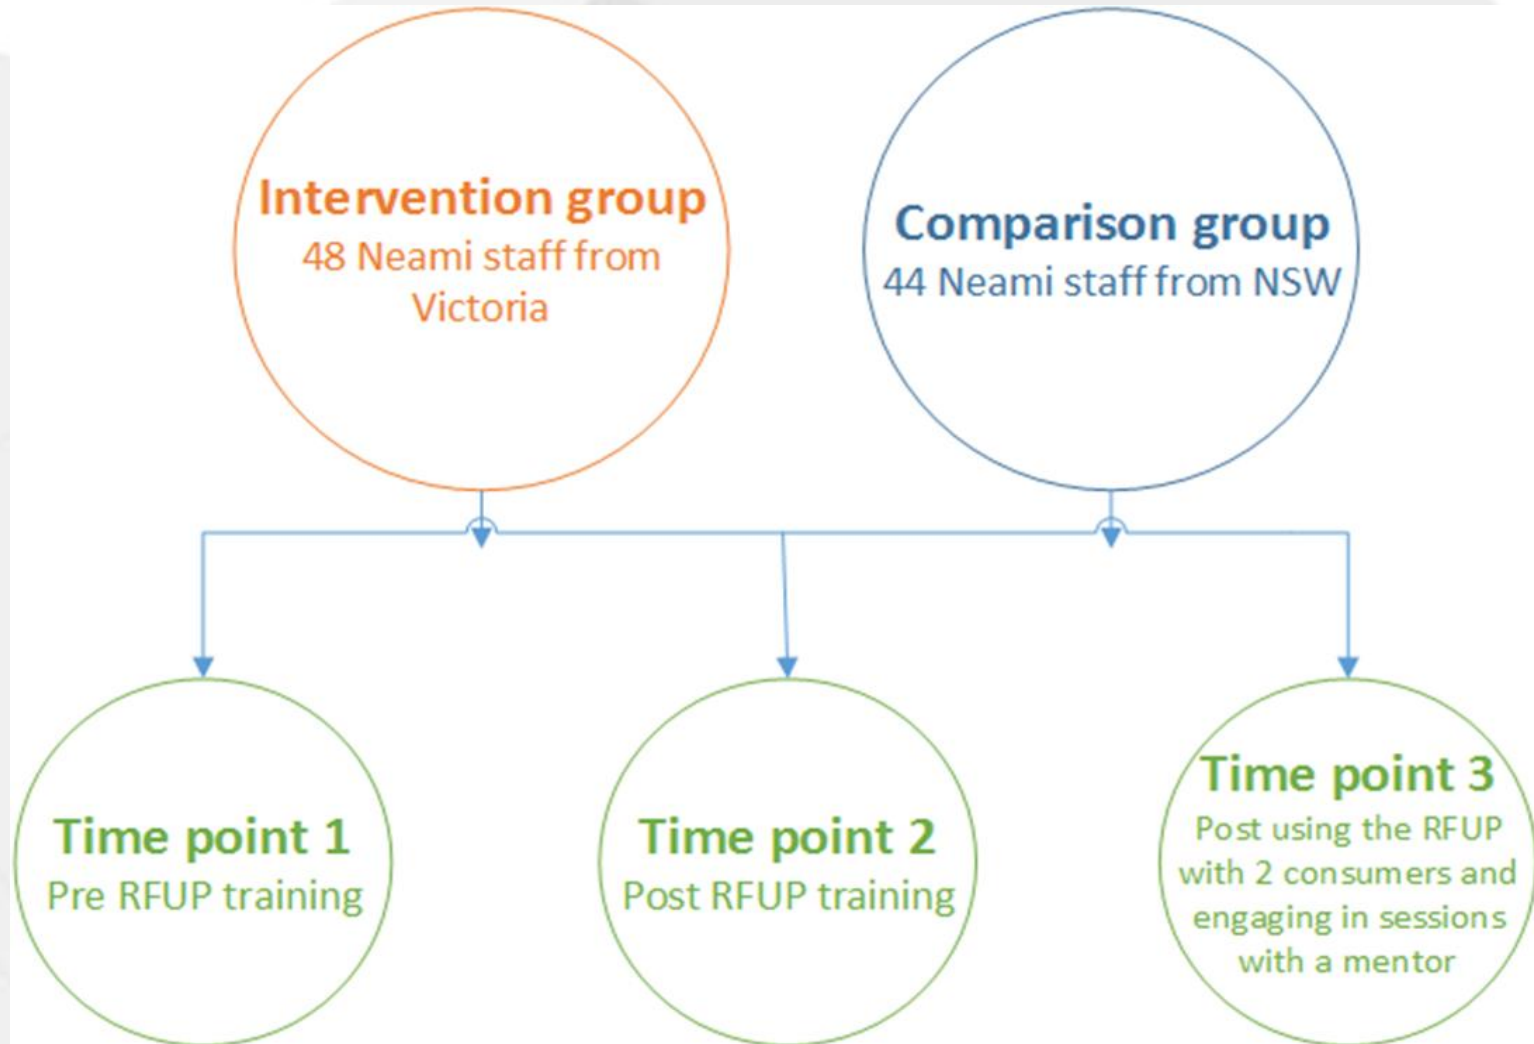 Intervention group
48 Neami staff from
Victoria
Comparison group
44 Neami staff from NSW
Time point 1
Pre RFUP training
Time point 2
Post RFUP training
Time point 3
Post using the RFUP
with 2 consumers and
engaging in sessions
with a mentor